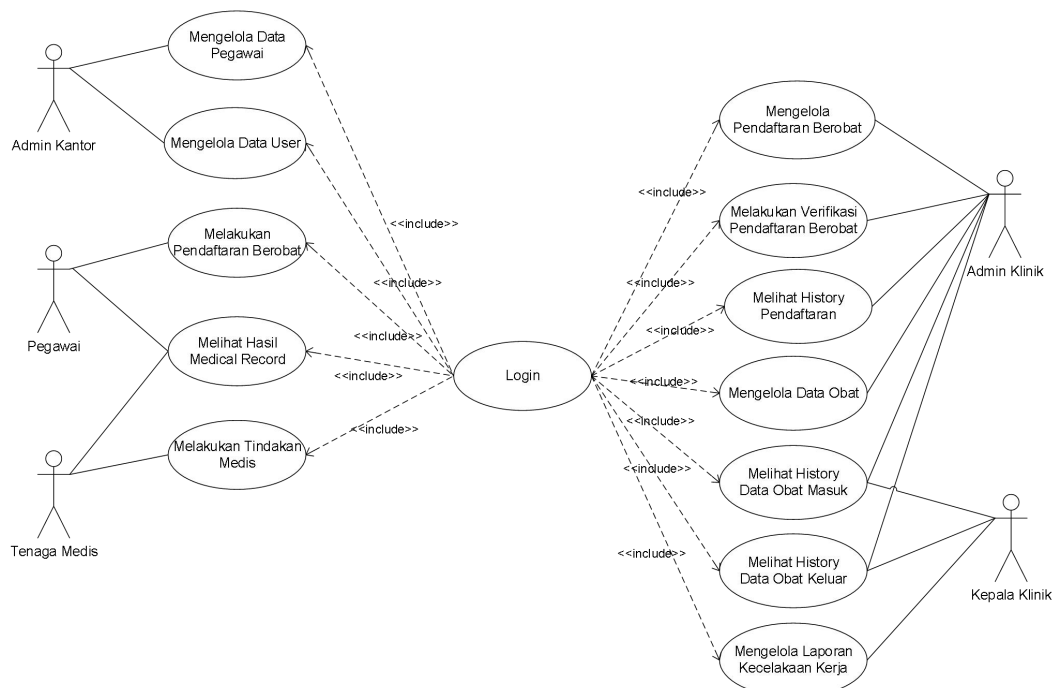 Mengelola Data
Pegawai
Admin Kantor
Mengelola Data User
<<include>>
Melakukan
Pendaftaran Berobat
<<include>>
Pegawai
Melihat Hasil
Medical Record
<<include>>
<<include>>
Melakukan Tindakan
Medis
<<include>>
Tenaga Medis
Login
Mengelola
Pendaftaran Berobat
<<include>>
Melakukan Verifikasi
Pendaftaran Berobat
Admin Klinik
<<include>>
Melihat History
Pendaftaran
<<include>>
Mengelola Data Obat
<<include>>
<<include>>
Melihat History
Data Obat Masuk
<<include>>
Melihat History
Data Obat Keluar
<<include>>
Kepala Klinik
Mengelola Laporan
Kecelakaan Kerja